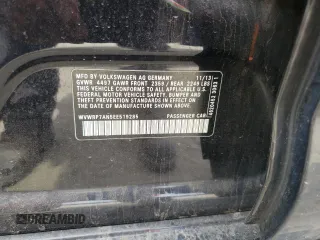 MFD. BY VOLKSWAGEN AG GERMANY 11/13
GVWR 4497 GAWR FRONT 2359 / REAR 2249 LBS
THIS VEHICLE CONFORMS TO ALL APPLICABLE U.S.
FEDERAL MOTOR VEHICLE SAFETY, BUMPER AND
THEFT PREVENTION STANDARDS IN EFFECT ON THE
DATE OF MANUFACTURE SHOWN ABOVE.
PASSENGER CAR
DREAMBID